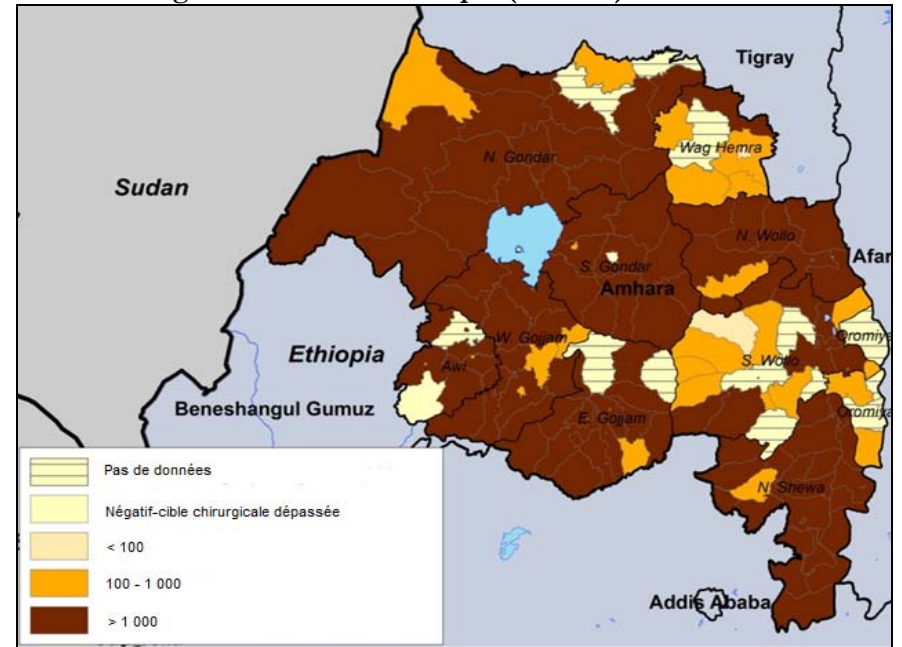 Tigray
Wag Hemra
N. Gondar
Sudan
N. Wollo
Afar
S. Gondar
Amhara
Oromiya
Ethiopia
W. Gojjam
S. Wollo
Awi
Beneshangul Gumuz
Oromiya
E. Gojjam
Pas de données
N. Shewa
Négatif-cible chirurgicale dépassée
< 100
100 - 1 000
Addis Ababa
> 1 000